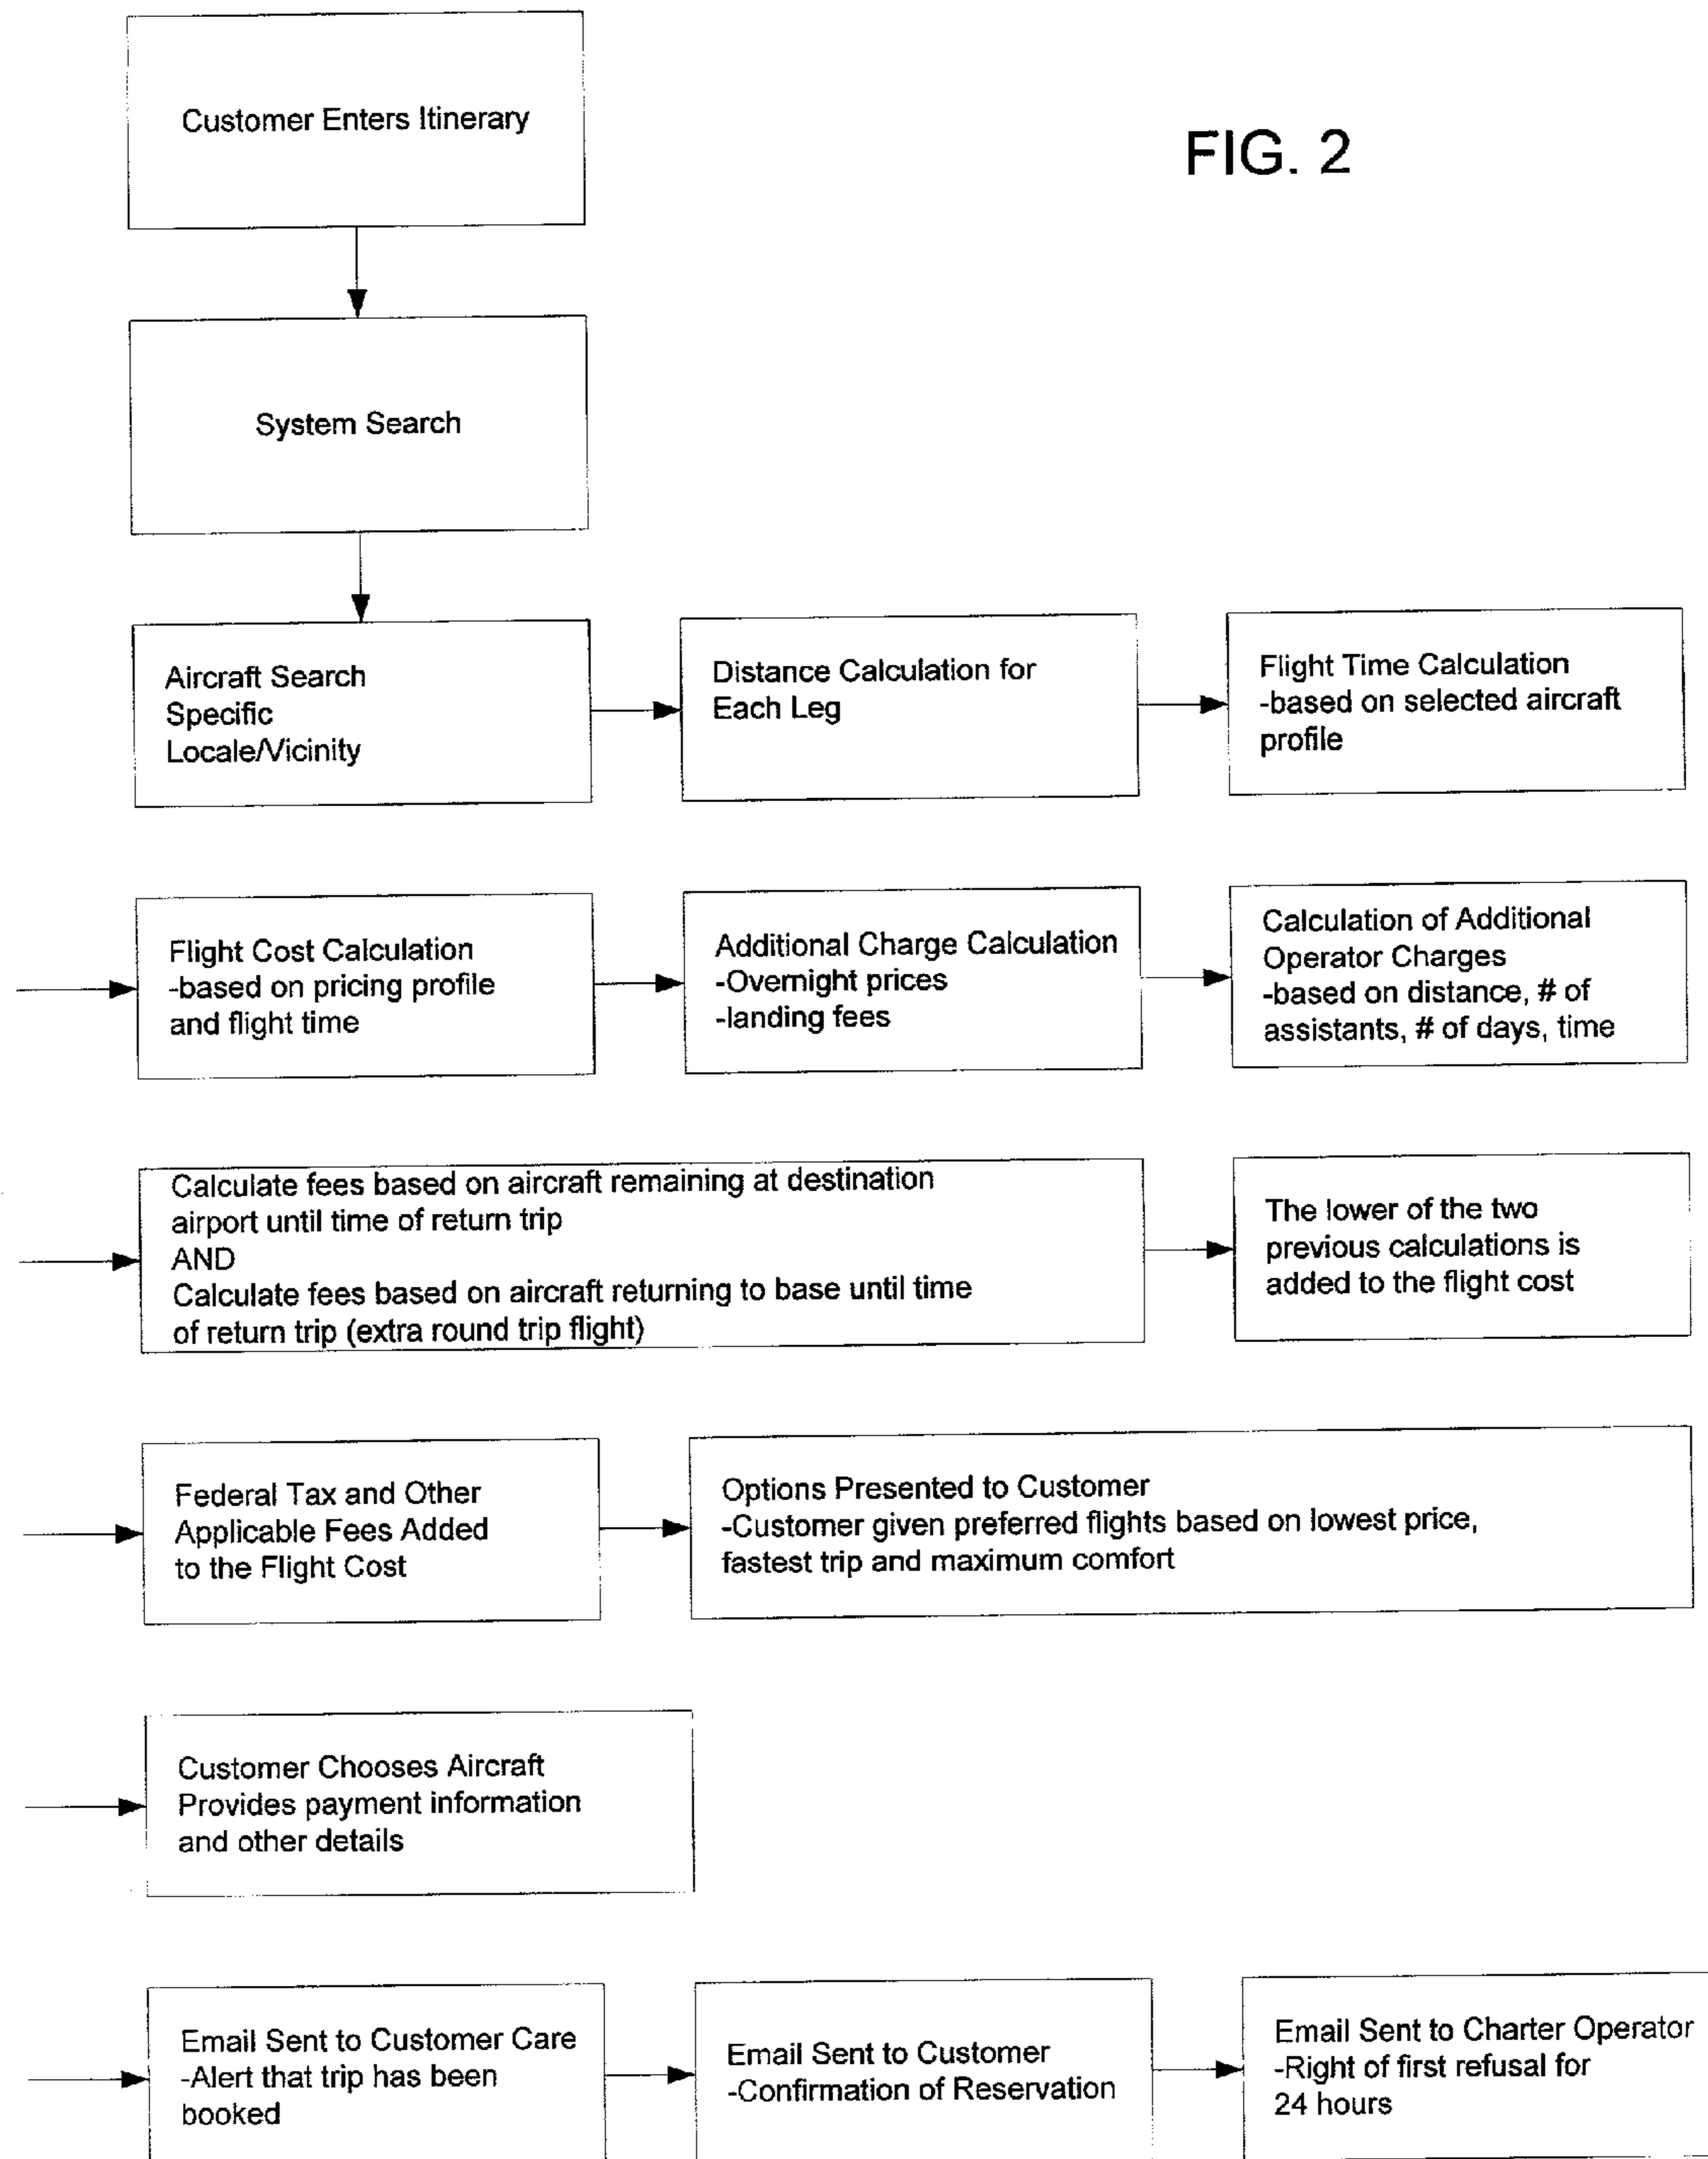 Customer Enters Itinerary
FIG. 2
System Search
Aircraft Search
Specific
Locale/Vicinity
Distance Calculation for
Each Leg
Flight Time Calculation
-based on selected aircraft
profile
Flight Cost Calculation
-based on pricing profile
and flight time
Additional Charge Calculation
-Overnight prices
-landing fees
Calculation of Additional
Operator Charges
-based on distance, # of
assistants, # of days, time
Calculate fees based on aircraft remaining at destination
airport until time of return trip
AND
Calculate fees based on aircraft returning to base until time
of return trip (extra round trip flight)
The lower of the two
previous calculations is
added to the flight cost
Federal Tax and Other
Applicable Fees Added
to the Flight Cost
Options Presented to Customer
-Customer given preferred flights based on lowest price,
fastest trip and maximum comfort
Customer Chooses Aircraft
Provides payment information
and other details
Email Sent to Customer Care
-Alert that trip has been
booked
Email Sent to Customer
-Confirmation of Reservation
Email Sent to Charter Operator
-Right of first refusal for
24 hours